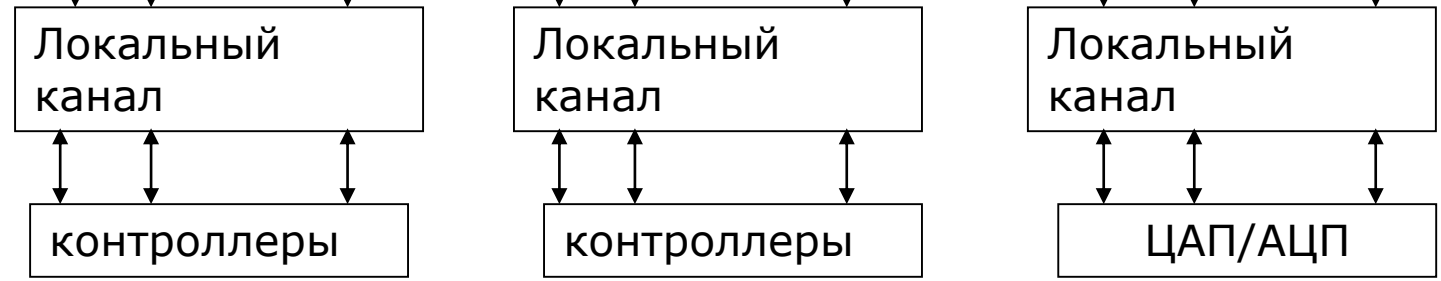 Локальный
канал
Локальный
канал
Локальный
канал
контроллеры
контроллеры
ЦАП/АЦП